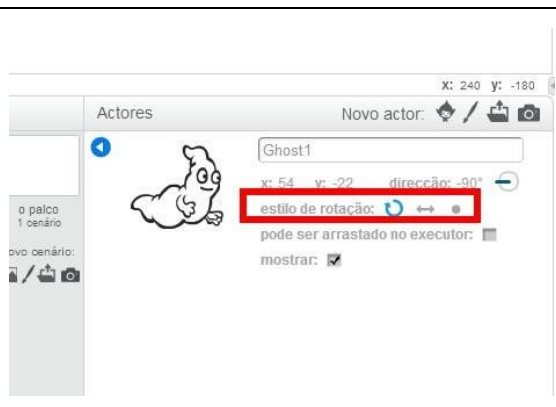 x: 240 y: -180
Actores
Novo actor:
Ghost1
x: 54 y: -22 direcção: -90°
estilo de rotação:
pode ser arrastado no executor:
mostrar:
o palco
1 cenário
ovo cenário: